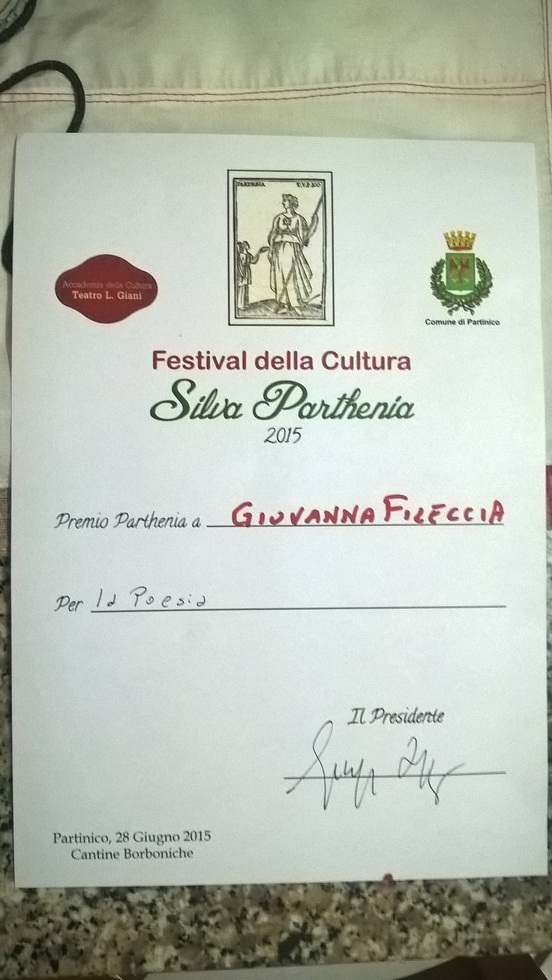 PARTENIA
Accademia della Cultura
Teatro L. Giani
Comune di Partinico
Festival della Cultura
Silva Parthenia
2015
Premio Parthenia a GIOVANNA FILECCIA
Per la Poesia
Il Presidente
Partinico, 28 Giugno 2015
Cantine Borboniche